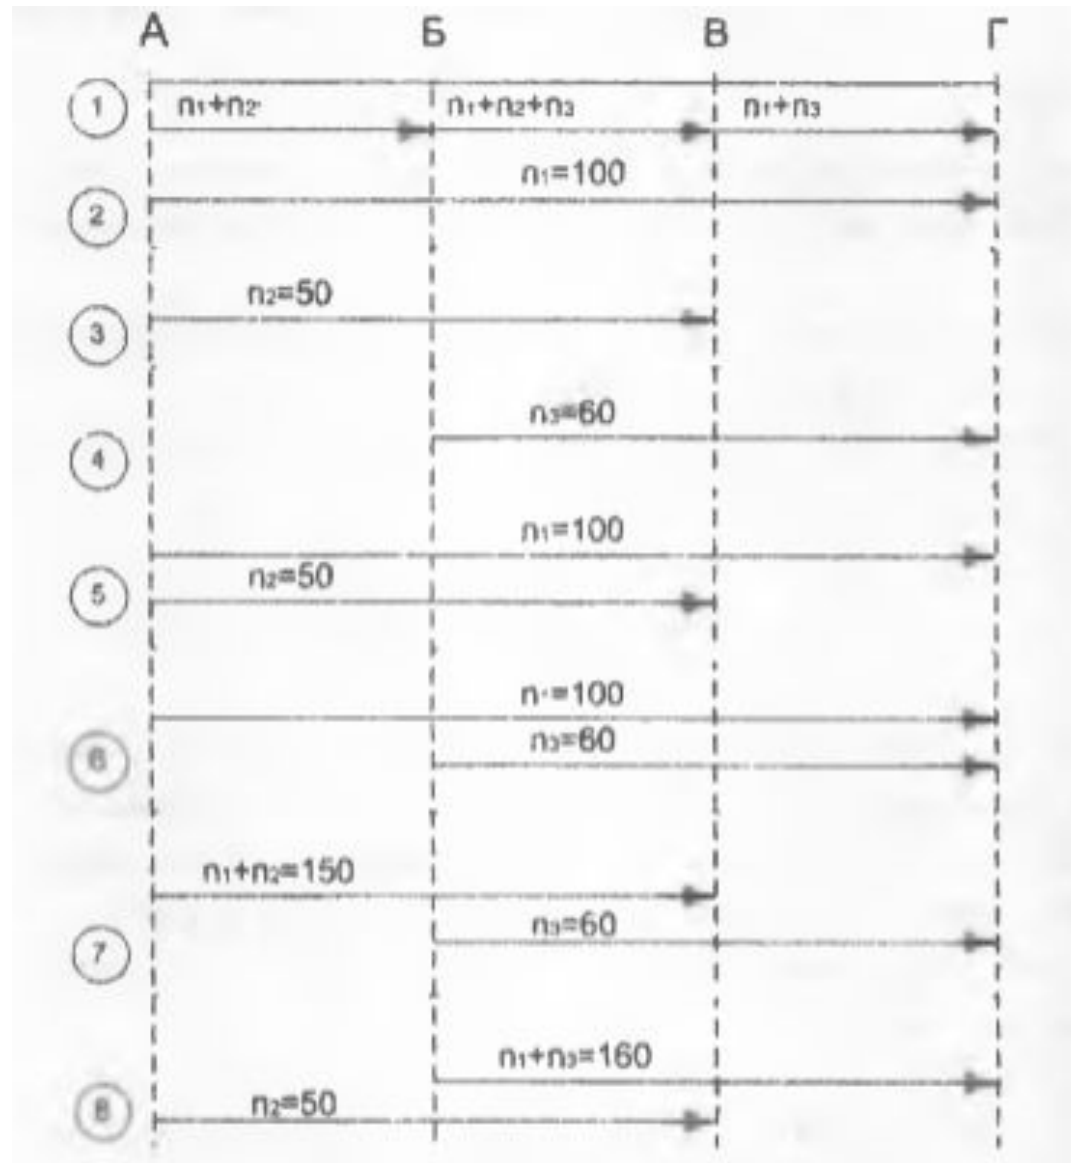 А Б В Г
1 n₁+n₂ n₁+n₂+n₃ n₁+n₃
n₁=100
2
n₂=50
3
n₃=60
4
n₁=100
n₂=50
5
n₁=100
n₃=60
6
n₁+n₂=150
n₃=60
7
n₁+n₃=160
n₂=50
8